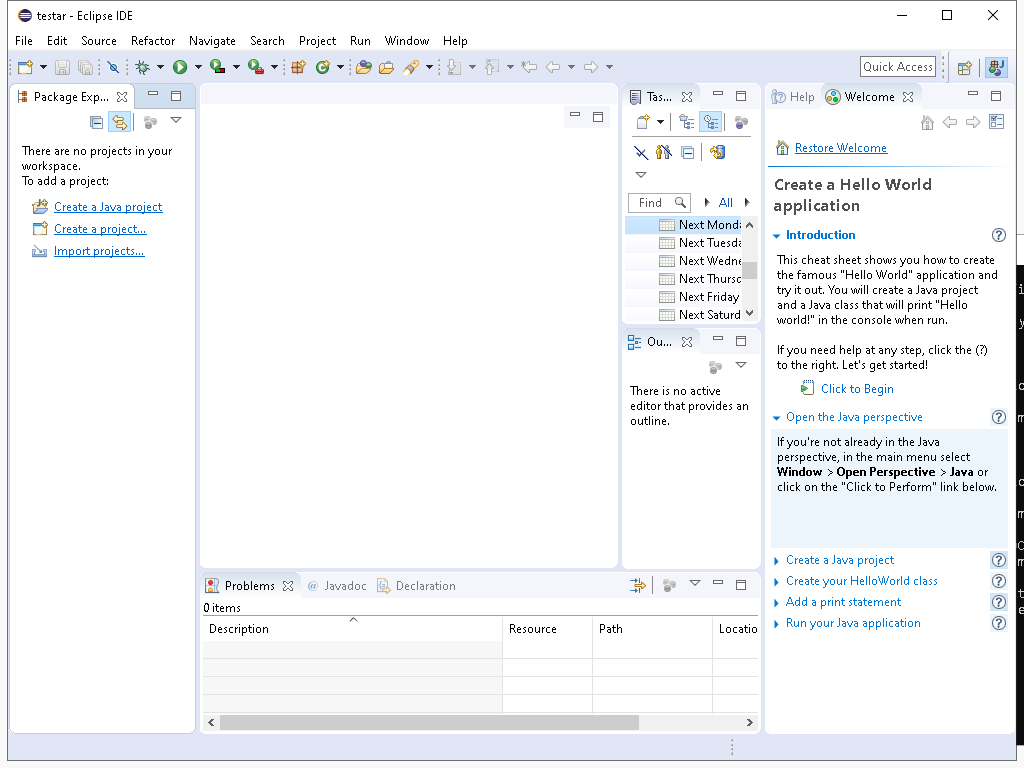 testar - Eclipse IDE
File Edit Source Refactor Navigate Search Project Run Window Help
Quick Access
Package Exp...
There are no projects in your
workspace.
To add a project:
Create a Java project
Create a project...
Import projects...
Tas...
Find
All
Next Monda
Next Tuesda
Next Wedne
Next Thursd
Next Friday
Next Saturd
Ou...
There is no active
editor that provides an
outline.
Help
Welcome
Restore Welcome
Create a Hello World
application
Introduction
This cheat sheet shows you how to create
the famous "Hello World" application and
try it out. You will create a Java project
and a Java class that will print "Hello
world!" in the console when run.
If you need help at any step, click the (?)
to the right. Let's get started!
Click to Begin
Open the Java perspective
If you're not already in the Java
perspective, in the main menu select
Window > Open Perspective > Java or
click on the "Click to Perform" link below.
Create a Java project
Create your HelloWorld class
Add a print statement
Run your Java application
Problems
@ Javadoc
Declaration
0 items
Description Resource Path Locatio